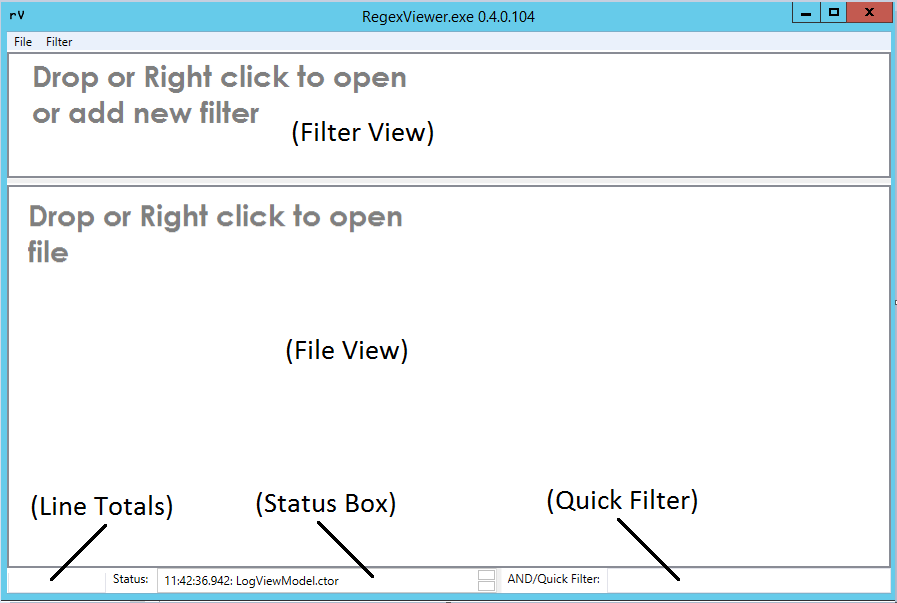 rV RegexViewer.exe 0.4.0.104
File Filter
Drop or Right click to open
or add new filter
(Filter View)
Drop or Right click to open
file
(File View)
(Line Totals) (Status Box) (Quick Filter)
Status: 11:42:36.942: LogViewModel.ctor AND/Quick Filter: